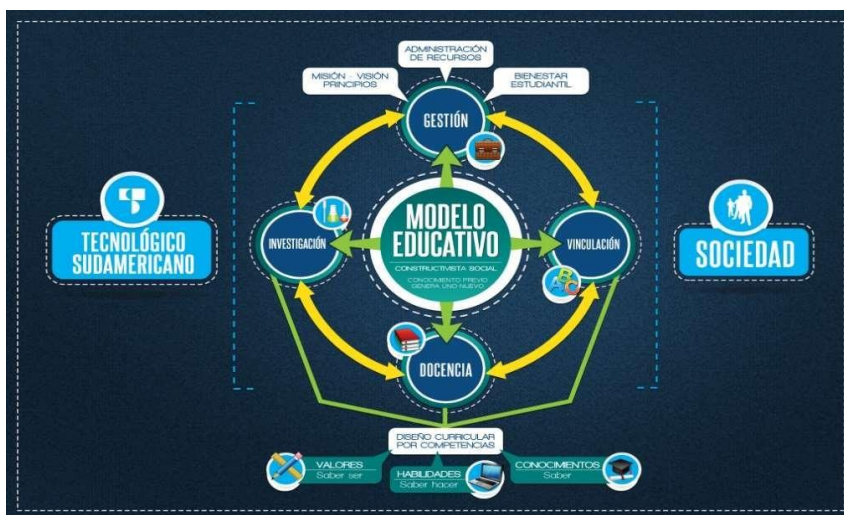 ADMINISTRACIÓN
DE RECURSOS
MISIÓN - VISIÓN
PRINCIPIOS
BIENESTAR
ESTUDIANTIL
GESTIÓN
TECNOLÓGICO
SUDAMERICANO
INVESTIGACIÓN
MODELO
EDUCATIVO
CONSTRUCTIVISTA SOCIAL
CONOCIMIENTO PREVIO
GENERA UNO NUEVO
VINCULACIÓN
ABC
SOCIEDAD
DOCENCIA
DISEÑO CURRICULAR
POR COMPETENCIAS
VALORES
Saber ser
HABILIDADES
Saber hacer
CONOCIMIENTOS
Saber